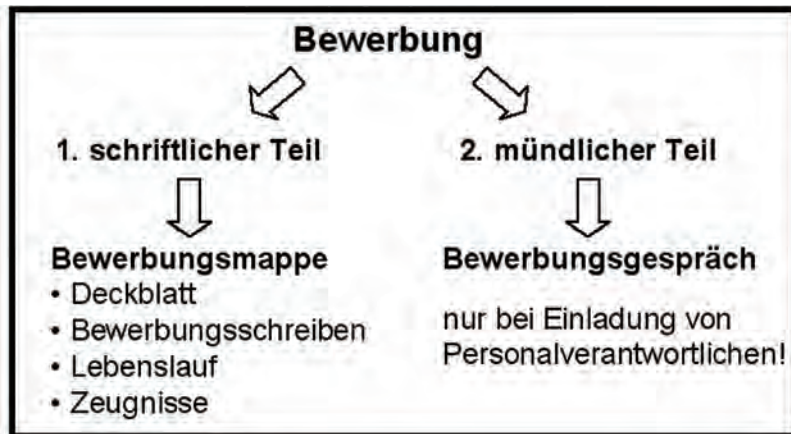 Bewerbung
1. schriftlicher Teil
2. mündlicher Teil
Bewerbungsmappe
• Deckblatt
• Bewerbungsschreiben
• Lebenslauf
• Zeugnisse
Bewerbungsgespräch
nur bei Einladung von
Personalverantwortlichen!